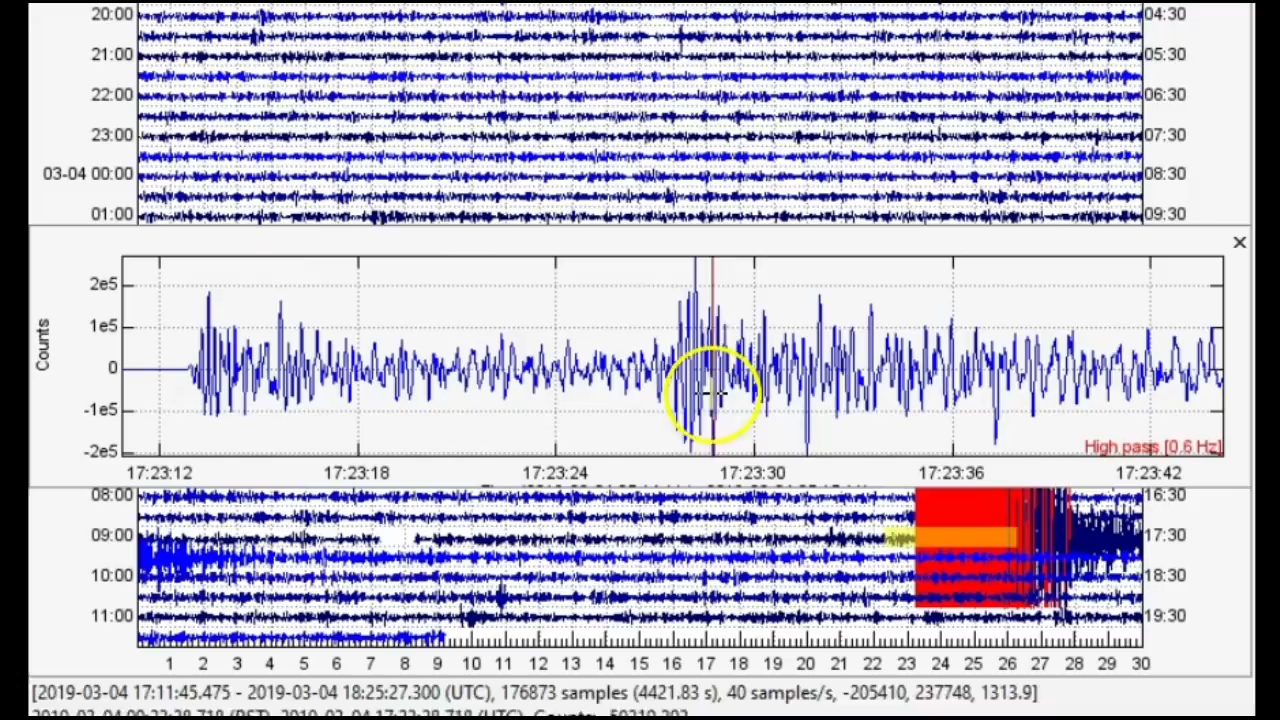 20:00 04:30
21:00 05:30
22:00 06:30
23:00 07:30
03-04 00:00 08:30
01:00 09:30
×
Counts
2e5
1e5
0
-1e5
-2e5
High pass [0.6 Hz]
17:23:12 17:23:18 17:23:24 17:23:30 17:23:36 17:23:42
08:00 16:30
09:00 17:30
10:00 18:30
11:00 19:30
1 2 3 4 5 6 7 8 9 10 11 12 13 14 15 16 17 18 19 20 21 22 23 24 25 26 27 28 29 30
[2019-03-04 17:11:45.475 - 2019-03-04 18:25:27.300 (UTC), 176873 samples (4421.83 s), 40 samples/s, -205410, 237748, 1313.9]